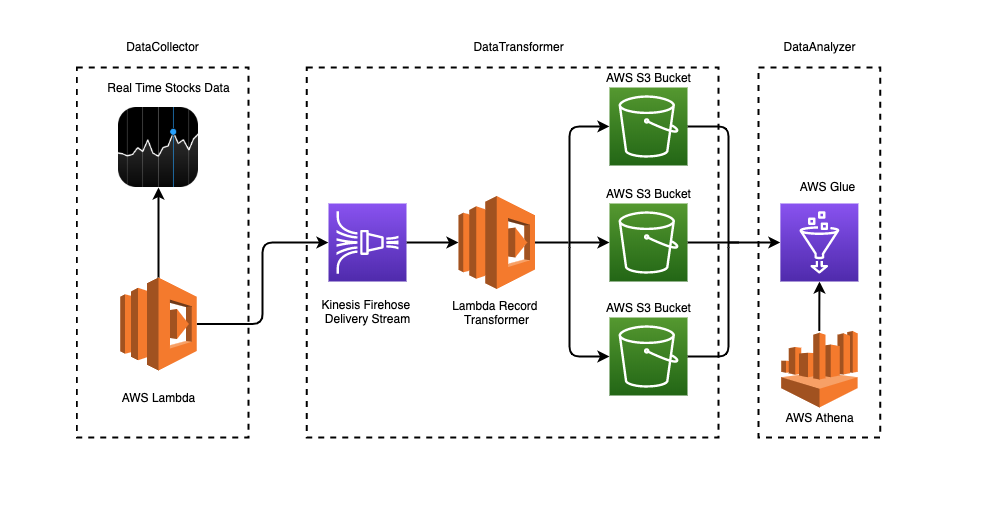 DataCollector
DataTransformer
DataAnalyzer
Real Time Stocks Data
AWS Lambda
Kinesis Firehose
Delivery Stream
Lambda Record
Transformer
AWS S3 Bucket
AWS S3 Bucket
AWS S3 Bucket
AWS Glue
AWS Athena